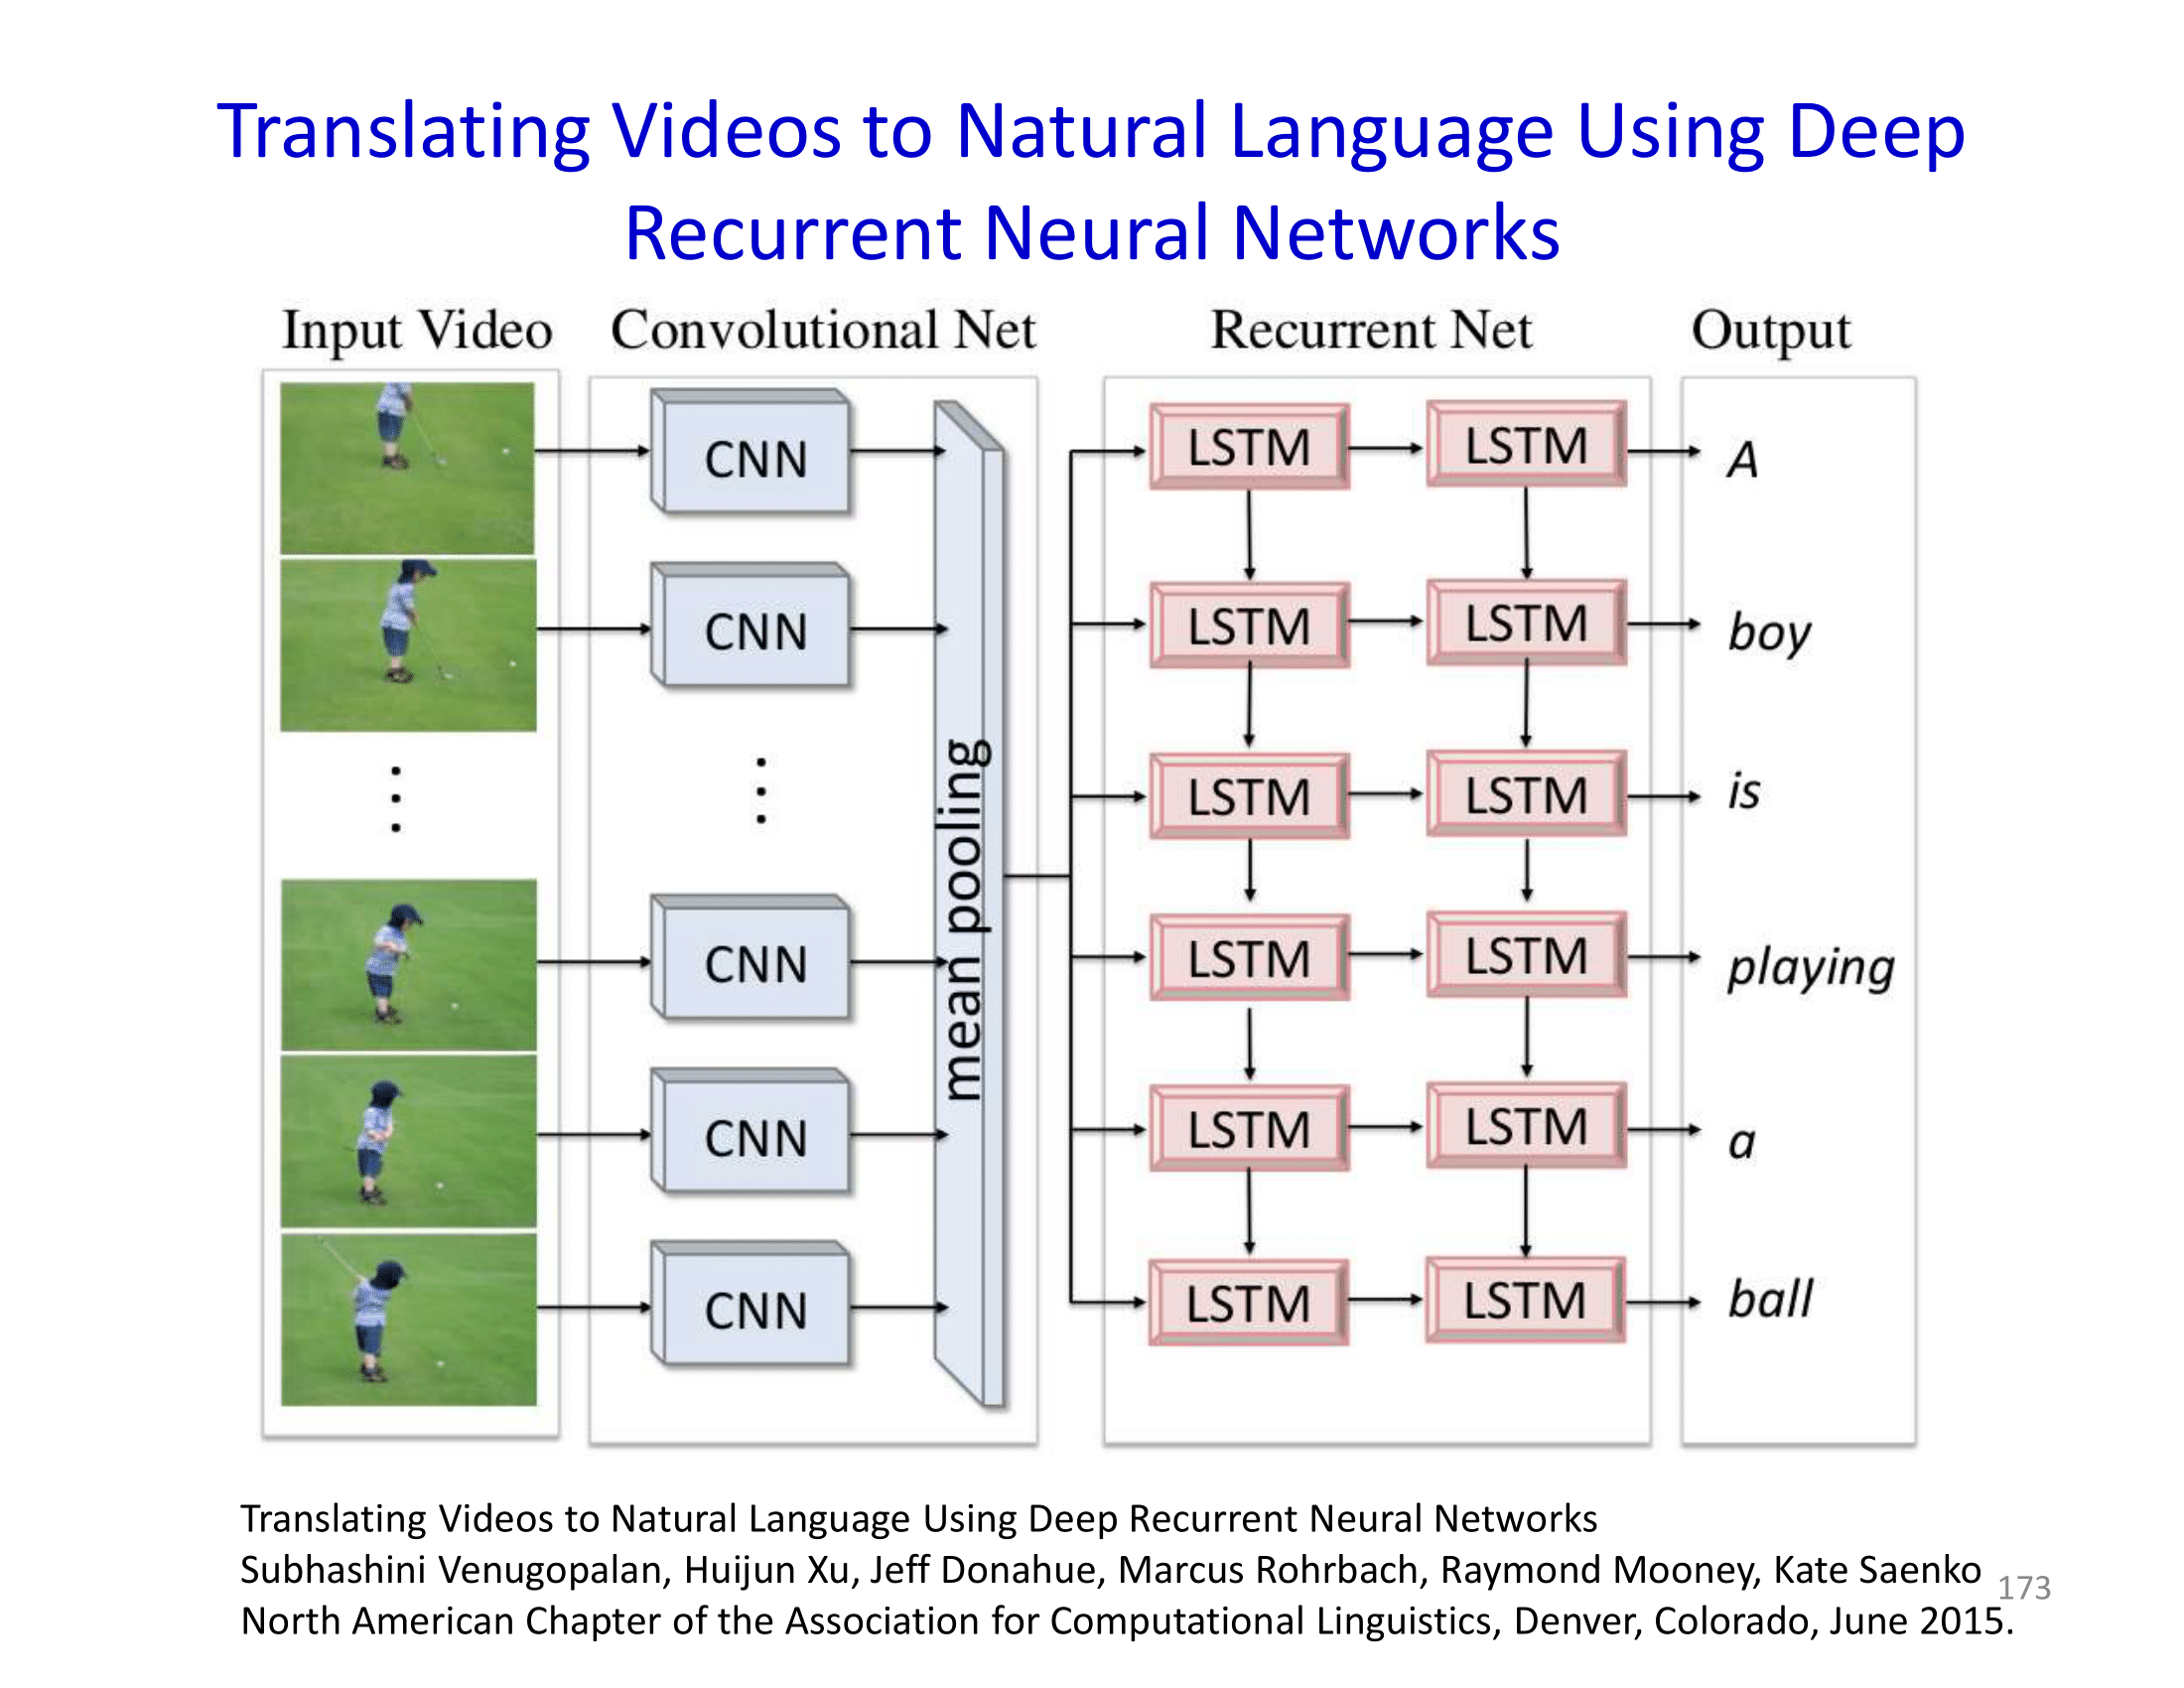 Translating Videos to Natural Language Using Deep
Recurrent Neural Networks
Input Video
Convolutional Net
Recurrent Net
Output
CNN
CNN
CNN
CNN
CNN
mean pooling
LSTM LSTM A
LSTM LSTM boy
LSTM LSTM is
LSTM LSTM playing
LSTM LSTM a
LSTM LSTM ball
Translating Videos to Natural Language Using Deep Recurrent Neural Networks
Subhashini Venugopalan, Huijun Xu, Jeff Donahue, Marcus Rohrbach, Raymond Mooney, Kate Saenko
North American Chapter of the Association for Computational Linguistics, Denver, Colorado, June 2015.
173